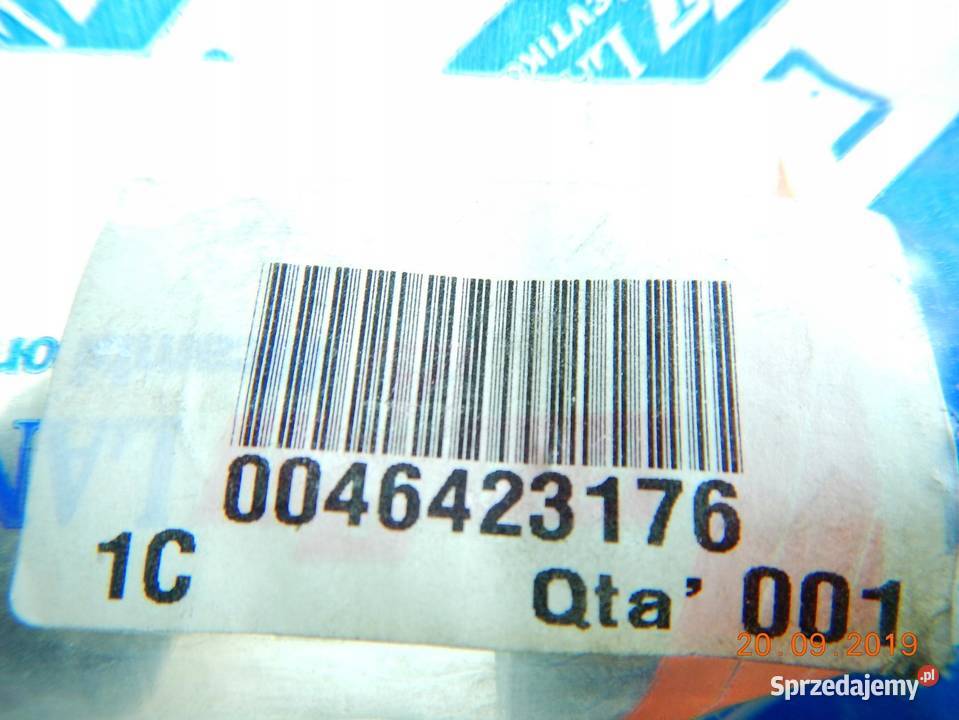 0046423176
1C
Qta' 001
20.09.2019
Sprzedajemy.pl